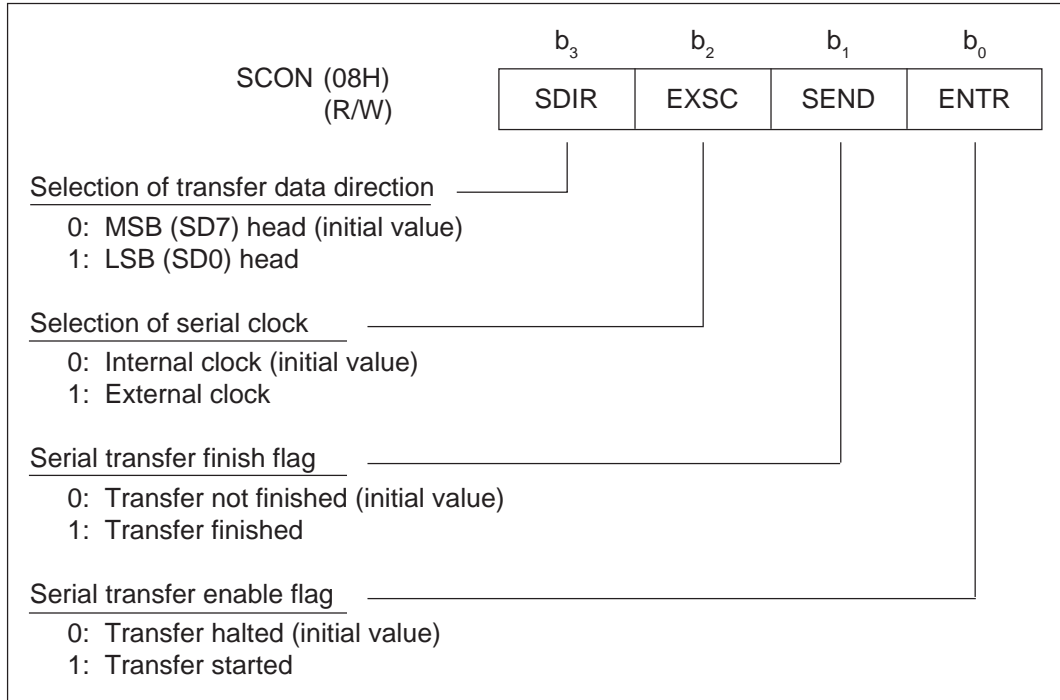 b3 b2 b1 b0
SCON (08H)
(R/W)
SDIR EXSC SEND ENTR
Selection of transfer data direction
0: MSB (SD7) head (initial value)
1: LSB (SD0) head
Selection of serial clock
0: Internal clock (initial value)
1: External clock
Serial transfer finish flag
0: Transfer not finished (initial value)
1: Transfer finished
Serial transfer enable flag
0: Transfer halted (initial value)
1: Transfer started